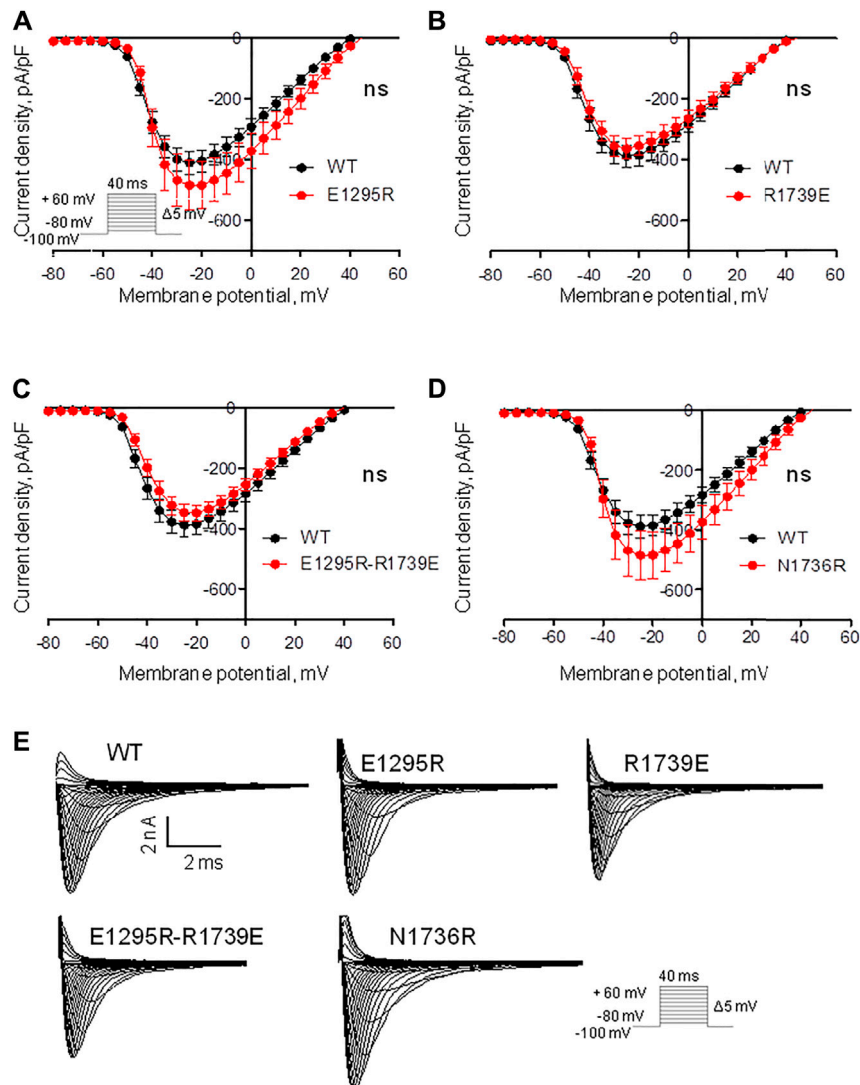 A
B
0
-200
-400
-600
Current density, pA/pF
ns
WT
E1295R
40 ms
+ 60 mV
-80 mV
-100 mV
Δ5 mV
-80 -60 -40 -20 0 20 40 60
Membrane potential, mV
0
-200
-400
-600
Current density, pA/pF
ns
WT
R1739E
-80 -60 -40 -20 0 20 40 60
Membrane potential, mV
C
D
0
-200
-400
-600
Current density, pA/pF
ns
WT
E1295R-R1739E
-80 -60 -40 -20 0 20 40 60
Membrane potential, mV
0
-200
-400
-600
Current density, pA/pF
ns
WT
N1736R
-80 -60 -40 -20 0 20 40 60
Membrane potential, mV
E
WT
E1295R
R1739E
2 nA
2 ms
E1295R-R1739E
N1736R
40 ms
+ 60 mV
-80 mV
-100 mV
Δ5 mV